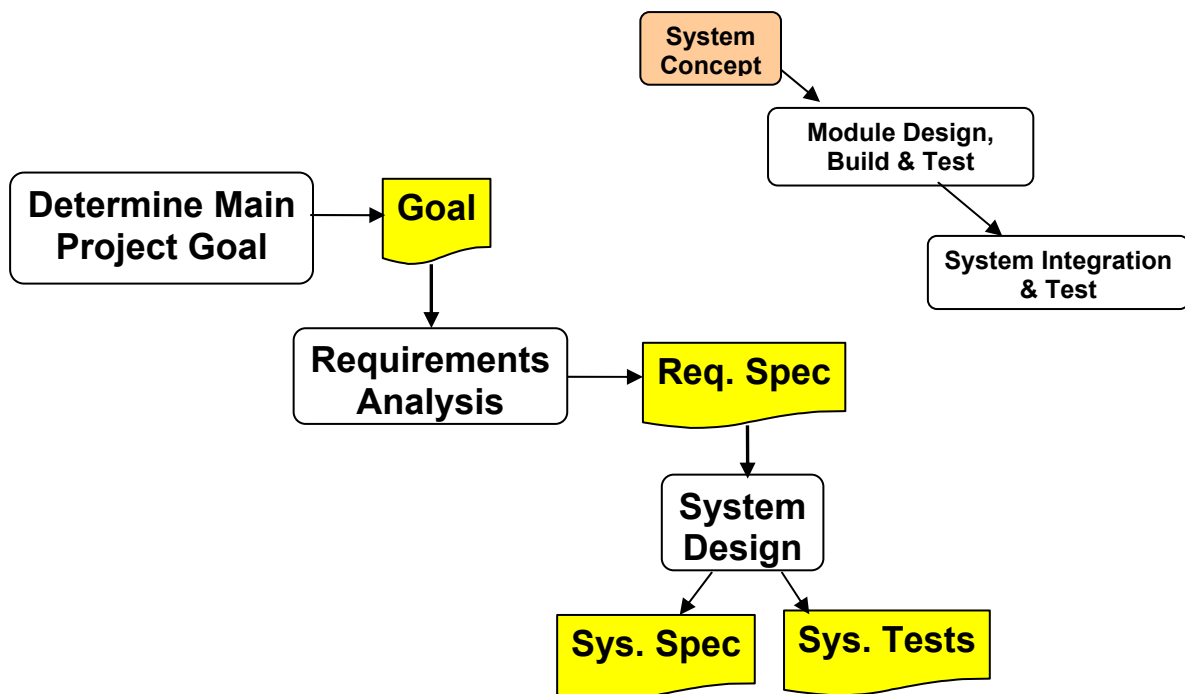 System
Concept
Module Design,
Build & Test
System Integration
& Test
Determine Main
Project Goal
Goal
Requirements
Analysis
Req. Spec
System
Design
Sys. Spec
Sys. Tests